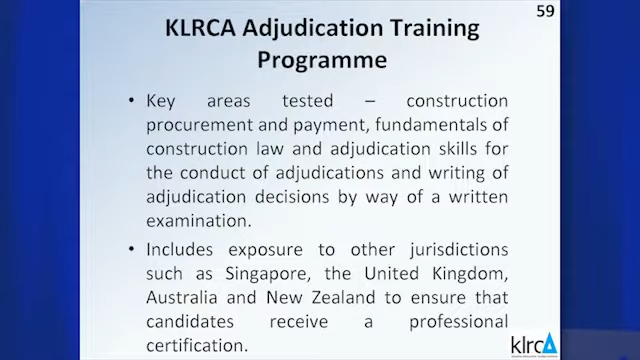 59
KLRCA Adjudication Training
Programme
• Key areas tested – construction
procurement and payment, fundamentals of
construction law and adjudication skills for
the conduct of adjudications and writing of
adjudication decisions by way of a written
examination.
• Includes exposure to other jurisdictions
such as Singapore, the United Kingdom,
Australia and New Zealand to ensure that
candidates receive a professional
certification.
klrcA